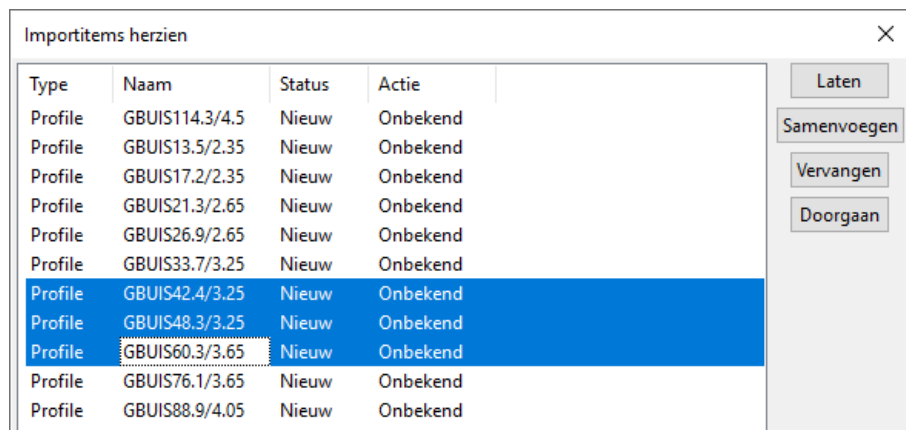 Importitems herzien
Type Naam Status Actie
Profile GBUIS114.3/4.5 Nieuw Onbekend
Profile GBUIS13.5/2.35 Nieuw Onbekend
Profile GBUIS17.2/2.35 Nieuw Onbekend
Profile GBUIS21.3/2.65 Nieuw Onbekend
Profile GBUIS26.9/2.65 Nieuw Onbekend
Profile GBUIS33.7/3.25 Nieuw Onbekend
Profile GBUIS42.4/3.25 Nieuw Onbekend
Profile GBUIS48.3/3.25 Nieuw Onbekend
Profile GBUIS60.3/3.65 Nieuw Onbekend
Profile GBUIS76.1/3.65 Nieuw Onbekend
Profile GBUIS88.9/4.05 Nieuw Onbekend
Laten
Samenvoegen
Vervangen
Doorgaan